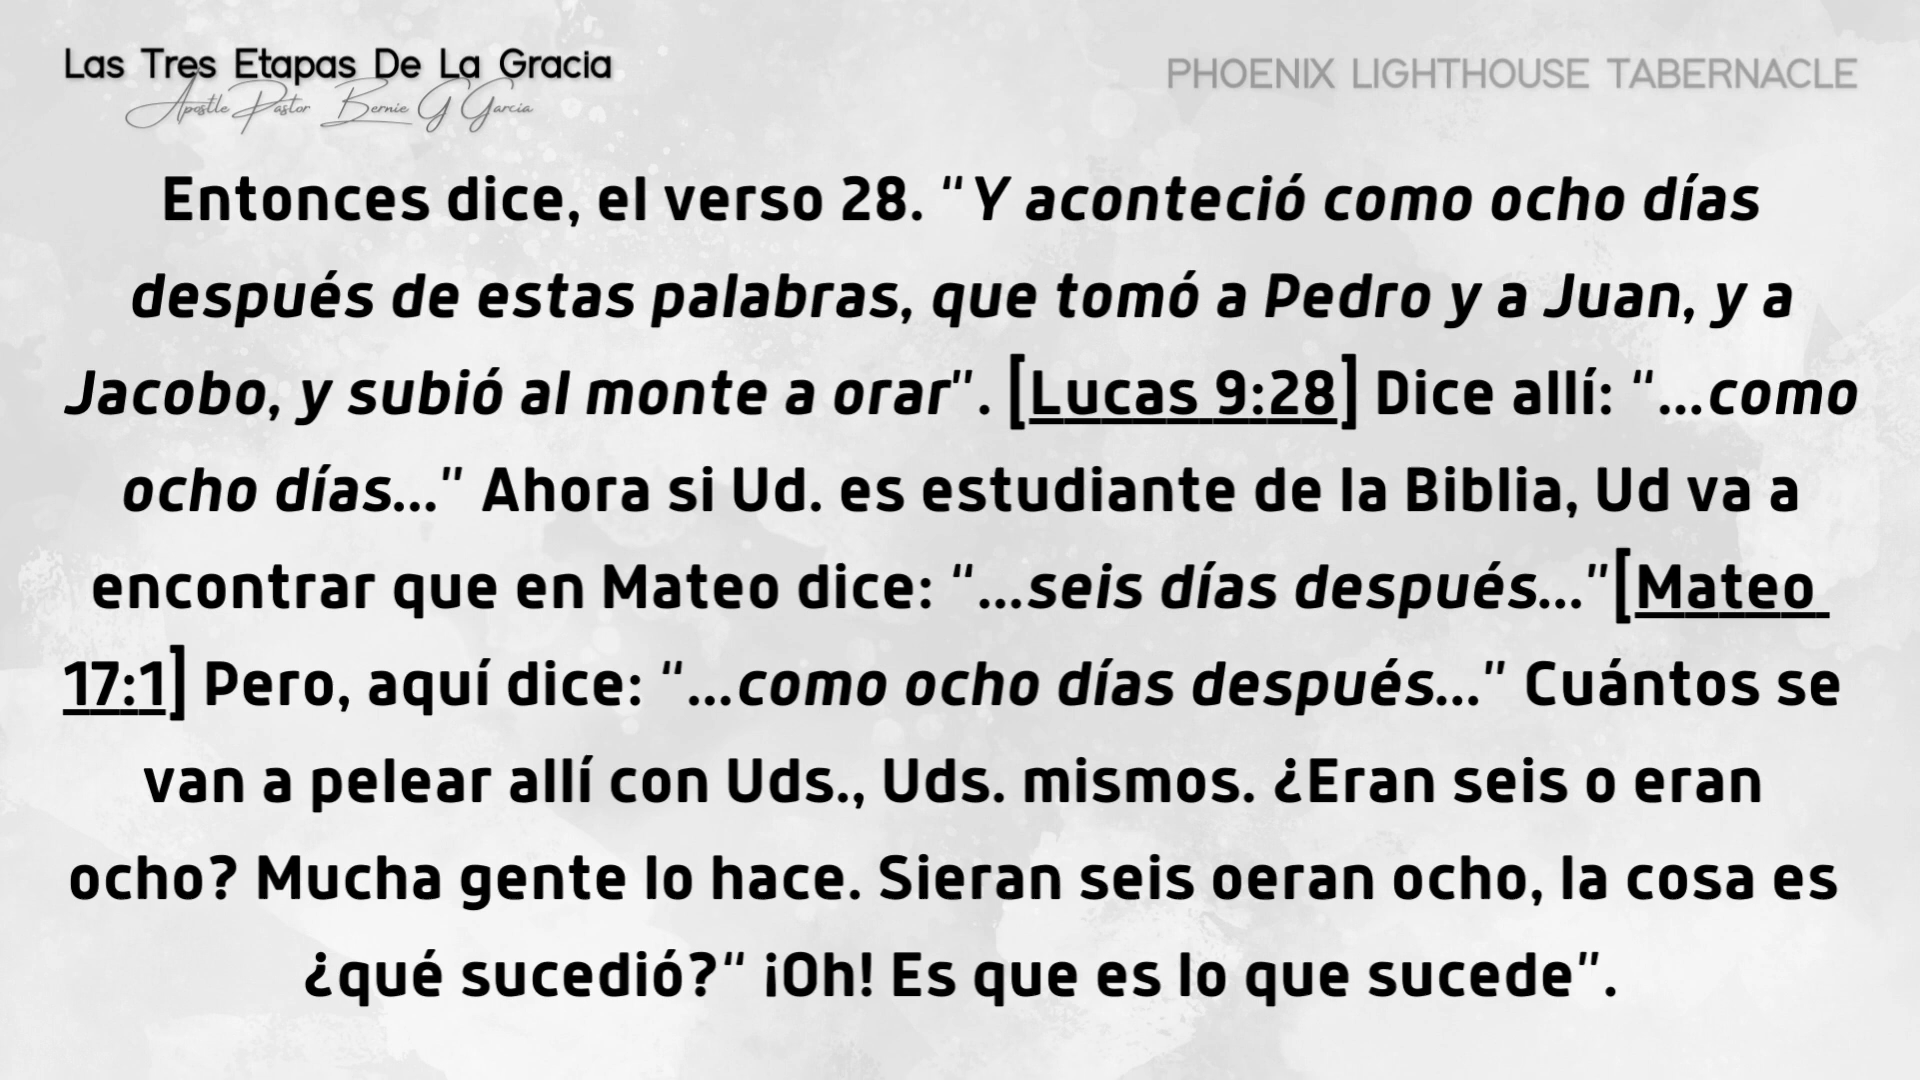 Las Tres Etapas De La Gracia
Apostle Pastor Bernie G Garcia
PHOENIX LIGHTHOUSE TABERNACLE
Entonces dice, el verso 28. “Y aconteció como ocho días
después de estas palabras, que tomó a Pedro y a Juan, y a
Jacobo, y subió al monte a orar”. [Lucas 9:28] Dice allí: “...como
ocho días...” Ahora si Ud. es estudiante de la Biblia, Ud va a
encontrar que en Mateo dice: “...seis días después...”[Mateo
17:1] Pero, aquí dice: “...como ocho días después...” Cuántos se
van a pelear allí con Uds., Uds. mismos. ¿Eran seis o eran
ocho? Mucha gente lo hace. Sieran seis oeran ocho, la cosa es
¿qué sucedió?“ ¡Oh! Es que es lo que sucede”.